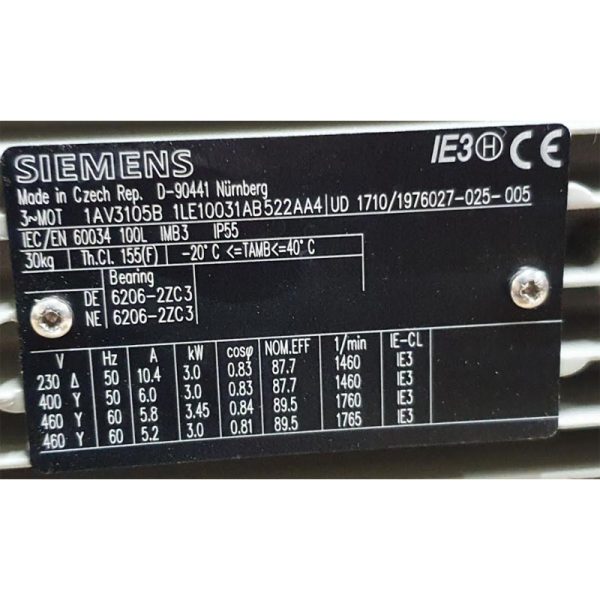 SIEMENS
IE3 H CE
Made in Czech Rep. D-90441 Nürnberg
3~MOT 1AV3105B 1LE10031AB522AA4 UD 1710/1976027-025-005
IEC/EN 60034 100L IMB3 IP55
30kg Th.Cl. 155(F) -20°C <=TAMB<=40°C
Bearing
DE 6206-2ZC3
NE 6206-2ZC3
V Hz A kW cosφ NOM.EFF 1/min IE-CL
230 Δ 50 10.4 3.0 0.83 87.7 1460 IE3
400 Y 50 6.0 3.0 0.83 87.7 1460 IE3
460 Y 60 5.8 3.45 0.84 89.5 1760 IE3
460 Y 60 5.2 3.0 0.81 89.5 1765 IE3